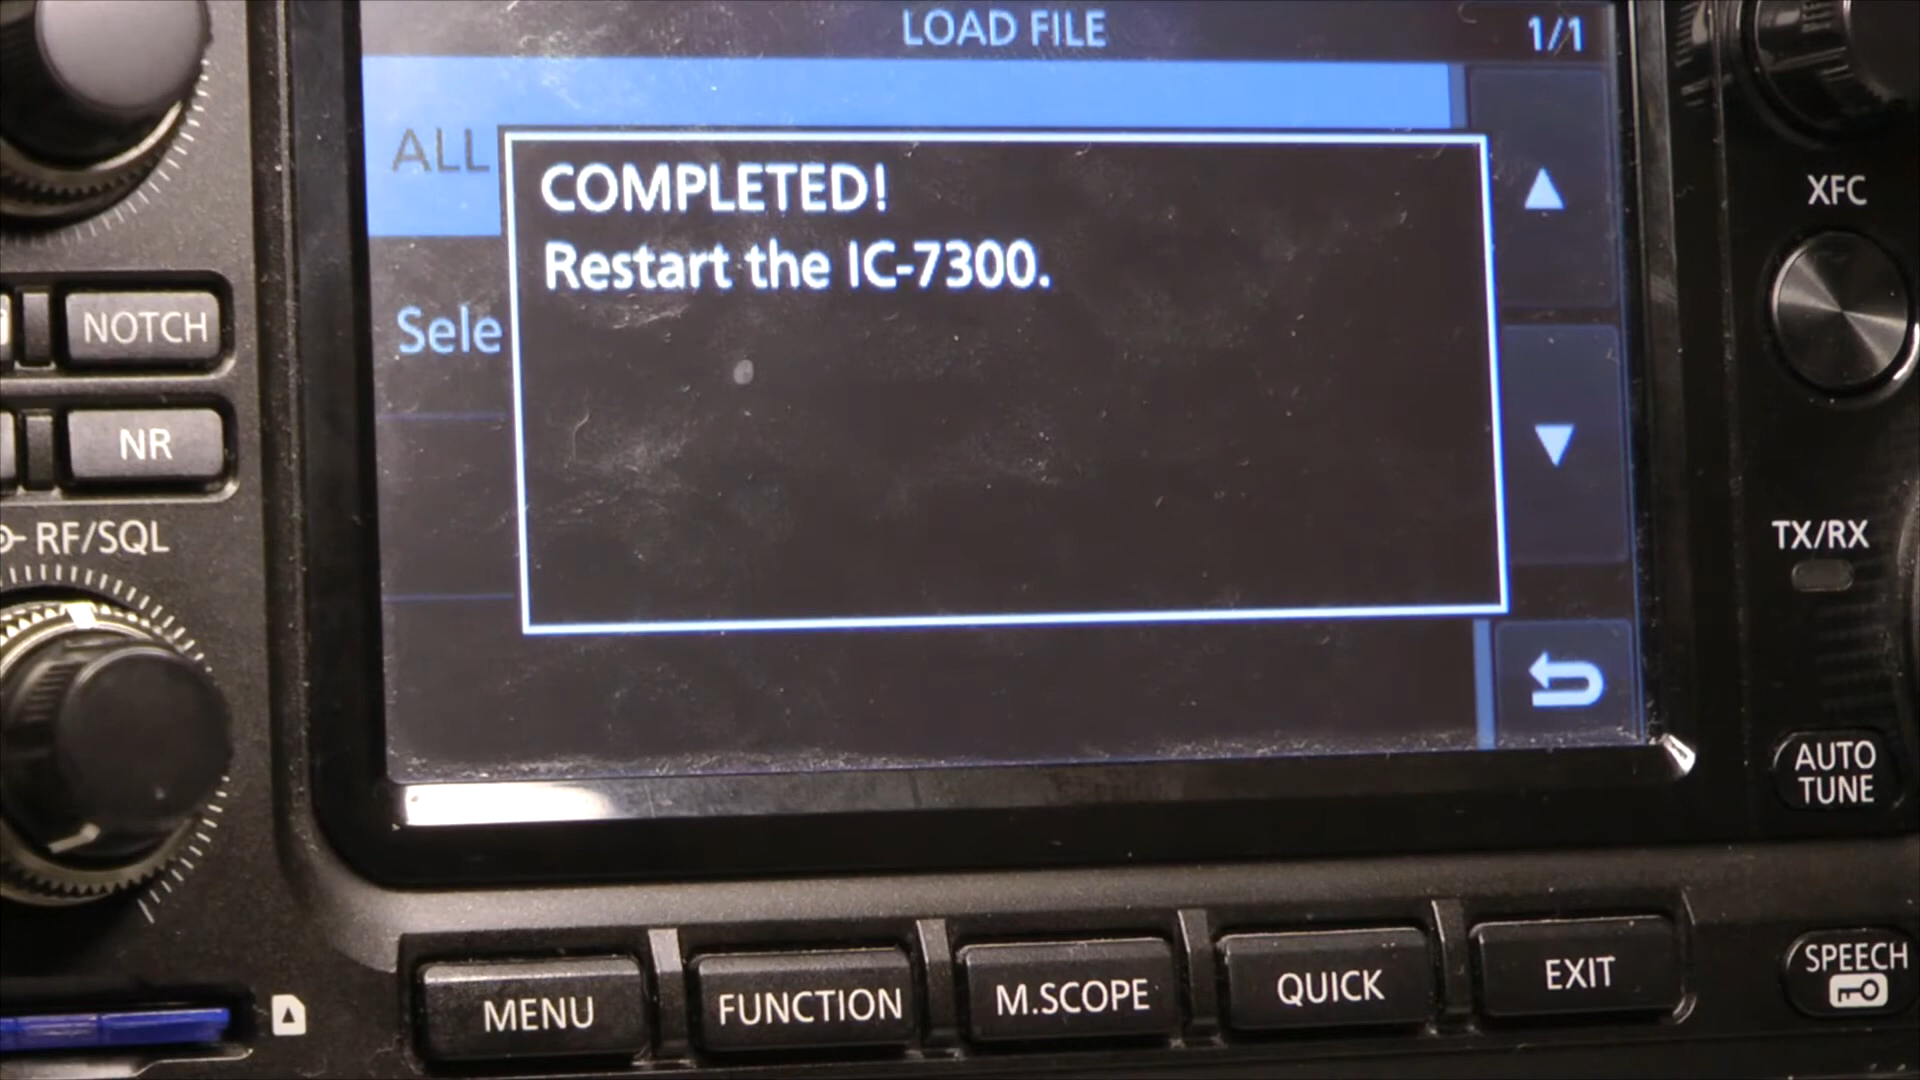 LOAD FILE
1/1
ALL
COMPLETED!
Restart the IC-7300.
Sele
XFC
NOTCH
NR
RF/SQL
TX/RX
AUTO
TUNE
MENU
FUNCTION
M.SCOPE
QUICK
EXIT
SPEECH